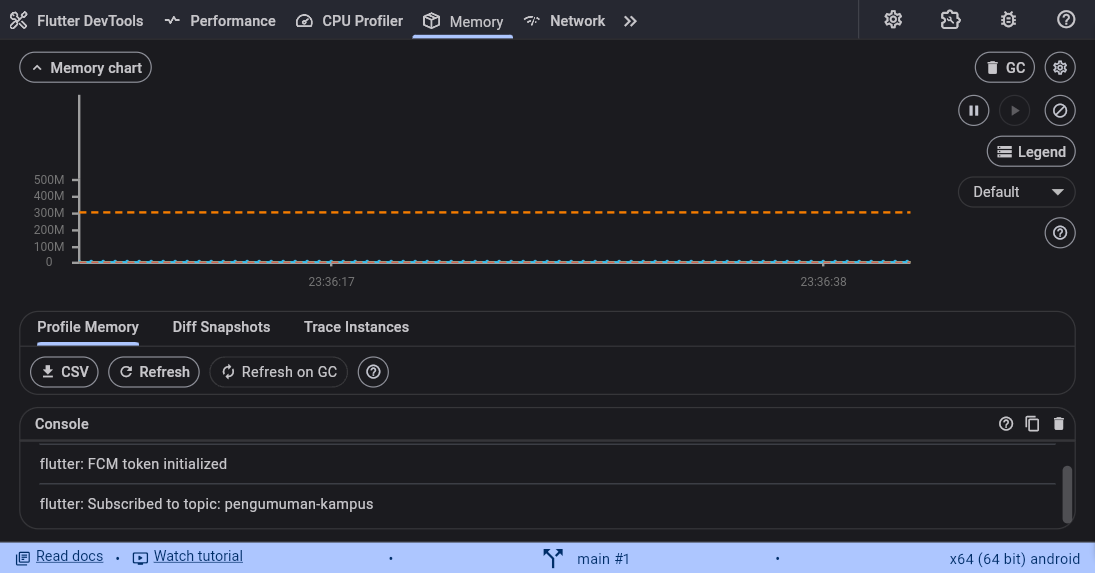 Flutter DevTools Performance CPU Profiler Memory Network
Memory chart GC
Legend
Default
500M
400M
300M
200M
100M
0
23:36:17 23:36:38
Profile Memory Diff Snapshots Trace Instances
CSV Refresh Refresh on GC
Console
flutter: FCM token initialized
flutter: Subscribed to topic: pengumuman-kampus
Read docs • Watch tutorial • main #1 • x64 (64 bit) android